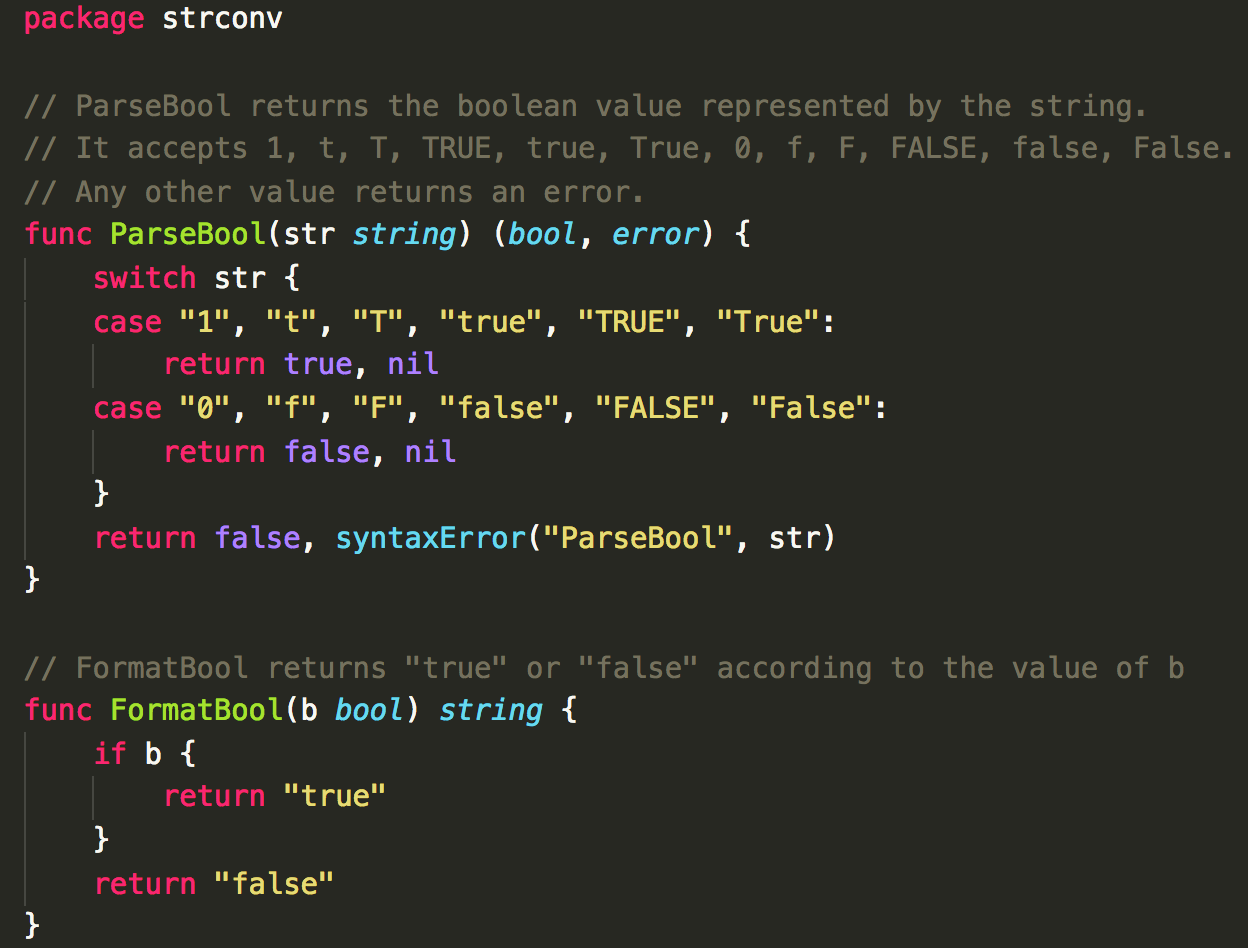 package strconv

// ParseBool returns the boolean value represented by the string.
// It accepts 1, t, T, TRUE, true, True, 0, f, F, FALSE, false, False.
// Any other value returns an error.
func ParseBool(str string) (bool, error) {
    switch str {
    case "1", "t", "T", "true", "TRUE", "True":
        return true, nil
    case "0", "f", "F", "false", "FALSE", "False":
        return false, nil
    }
    return false, syntaxError("ParseBool", str)
}

// FormatBool returns "true" or "false" according to the value of b
func FormatBool(b bool) string {
    if b {
        return "true"
    }
    return "false"
}